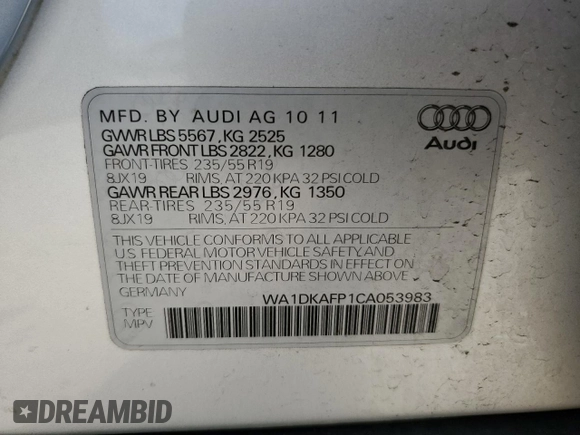 MFD. BY AUDI AG 10 11
GVWR LBS 5567, KG 2525
GAWR FRONT LBS 2822, KG 1280
FRONT-TIRES 235/55 R19
8JX19 RIMS, AT 220 KPA 32 PSI COLD
GAWR REAR LBS 2976, KG 1350
REAR-TIRES 235/55 R19
8JX19 RIMS, AT 220 KPA 32 PSI COLD
Audi
THIS VEHICLE CONFORMS TO ALL APPLICABLE
U.S. FEDERAL MOTOR VEHICLE SAFETY, AND
THEFT PREVENTION STANDARDS IN EFFECT ON
THE DATE OF MANUFACTURE SHOWN ABOVE
GERMANY WA1DKAFP1CA053983
TYPE
MPV
DREAMBID